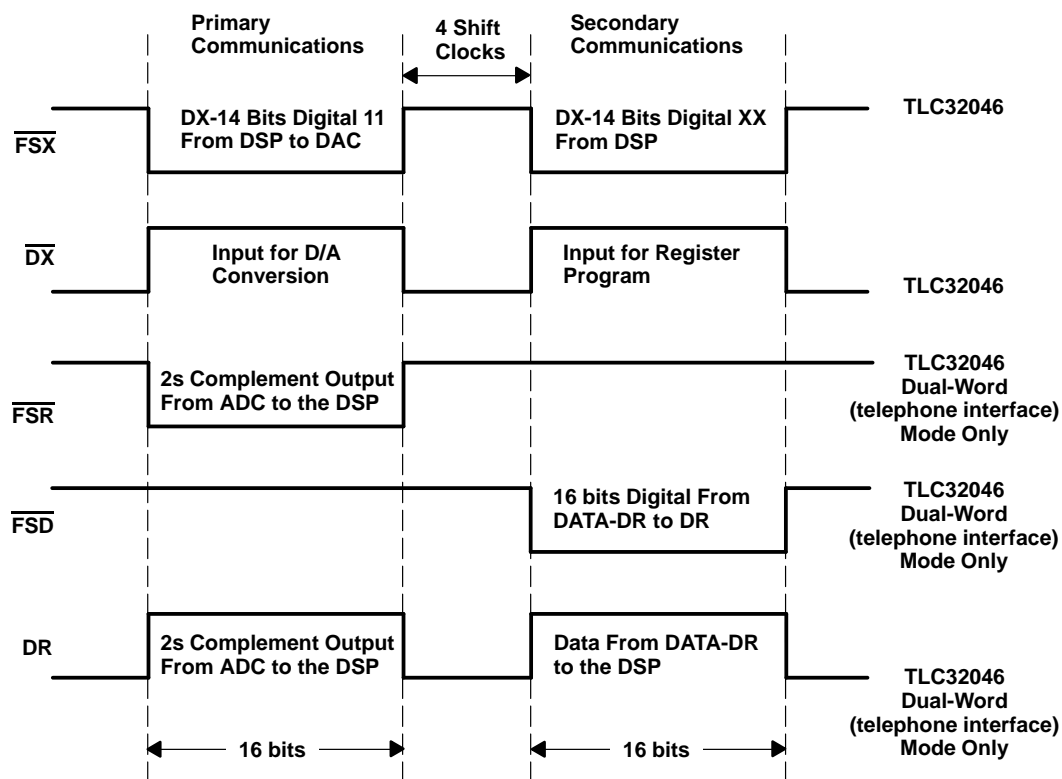 Primary
Communications
4 Shift
Clocks
Secondary
Communications
FSX
DX-14 Bits Digital 11
From DSP to DAC
DX-14 Bits Digital XX
From DSP
TLC32046
DX
Input for D/A
Conversion
Input for Register
Program
TLC32046
FSR
2s Complement Output
From ADC to the DSP
TLC32046
Dual-Word
(telephone interface)
Mode Only
FSD
16 bits Digital From
DATA-DR to DR
TLC32046
Dual-Word
(telephone interface)
Mode Only
DR
2s Complement Output
From ADC to the DSP
Data From DATA-DR
to the DSP
TLC32046
Dual-Word
(telephone interface)
Mode Only
16 bits
16 bits